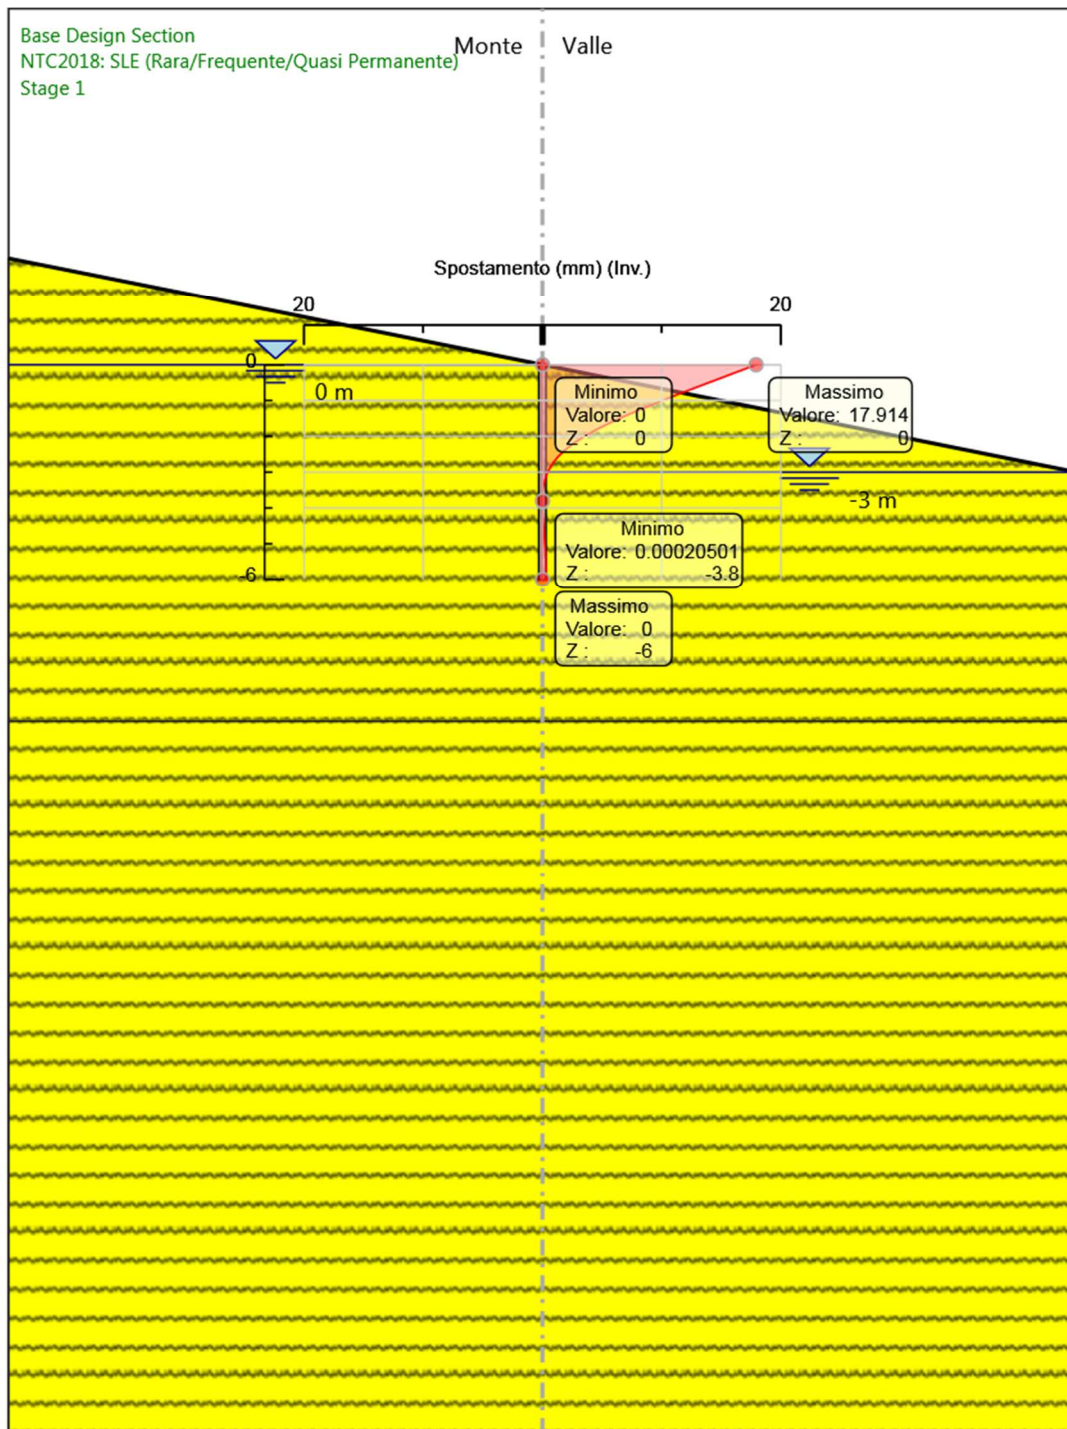 Base Design Section
NTC2018: SLE (Rara/Frequente/Quasi Permanente)
Stage 1
Monte
Valle
Spostamento (mm) (Inv.)
20
20
0
0 m
Minimo
Valore: 0
Z : 0
Massimo
Valore: 17.914
Z : 0
-3 m
Minimo
Valore: 0.00020501
Z : -3.8
-6
Massimo
Valore: 0
Z : -6